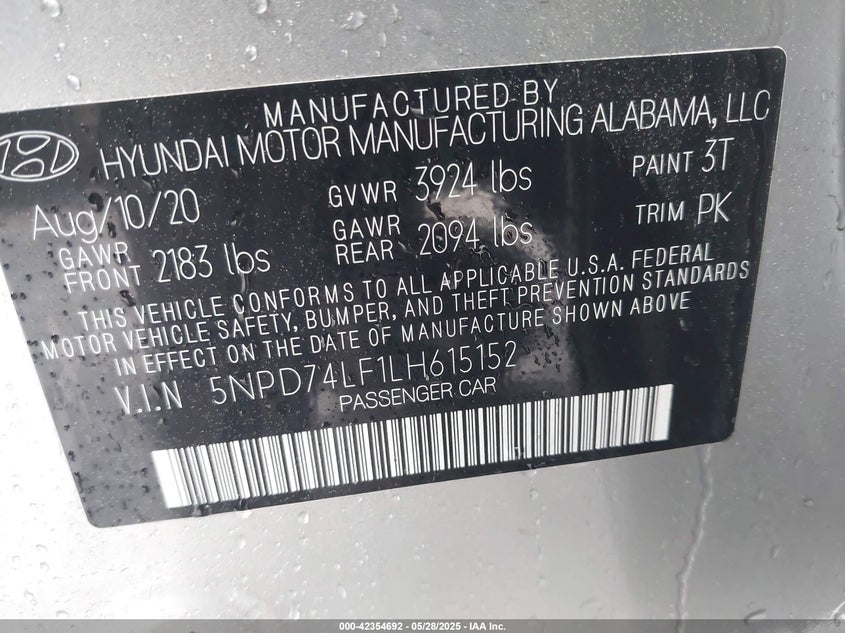 MANUFACTURED BY
HYUNDAI MOTOR MANUFACTURING ALABAMA, LLC
Aug/10/20 GVWR 3924 lbs PAINT 3T
GAWR FRONT 2183 lbs GAWR REAR 2094 lbs TRIM PK
THIS VEHICLE CONFORMS TO ALL APPLICABLE U.S.A. FEDERAL
MOTOR VEHICLE SAFETY, BUMPER, AND THEFT PREVENTION STANDARDS
IN EFFECT ON THE DATE OF MANUFACTURE SHOWN ABOVE
V.I.N 5NPD74LF1LH615152
PASSENGER CAR
000-42354692 - 05/28/2025 - IAA Inc.